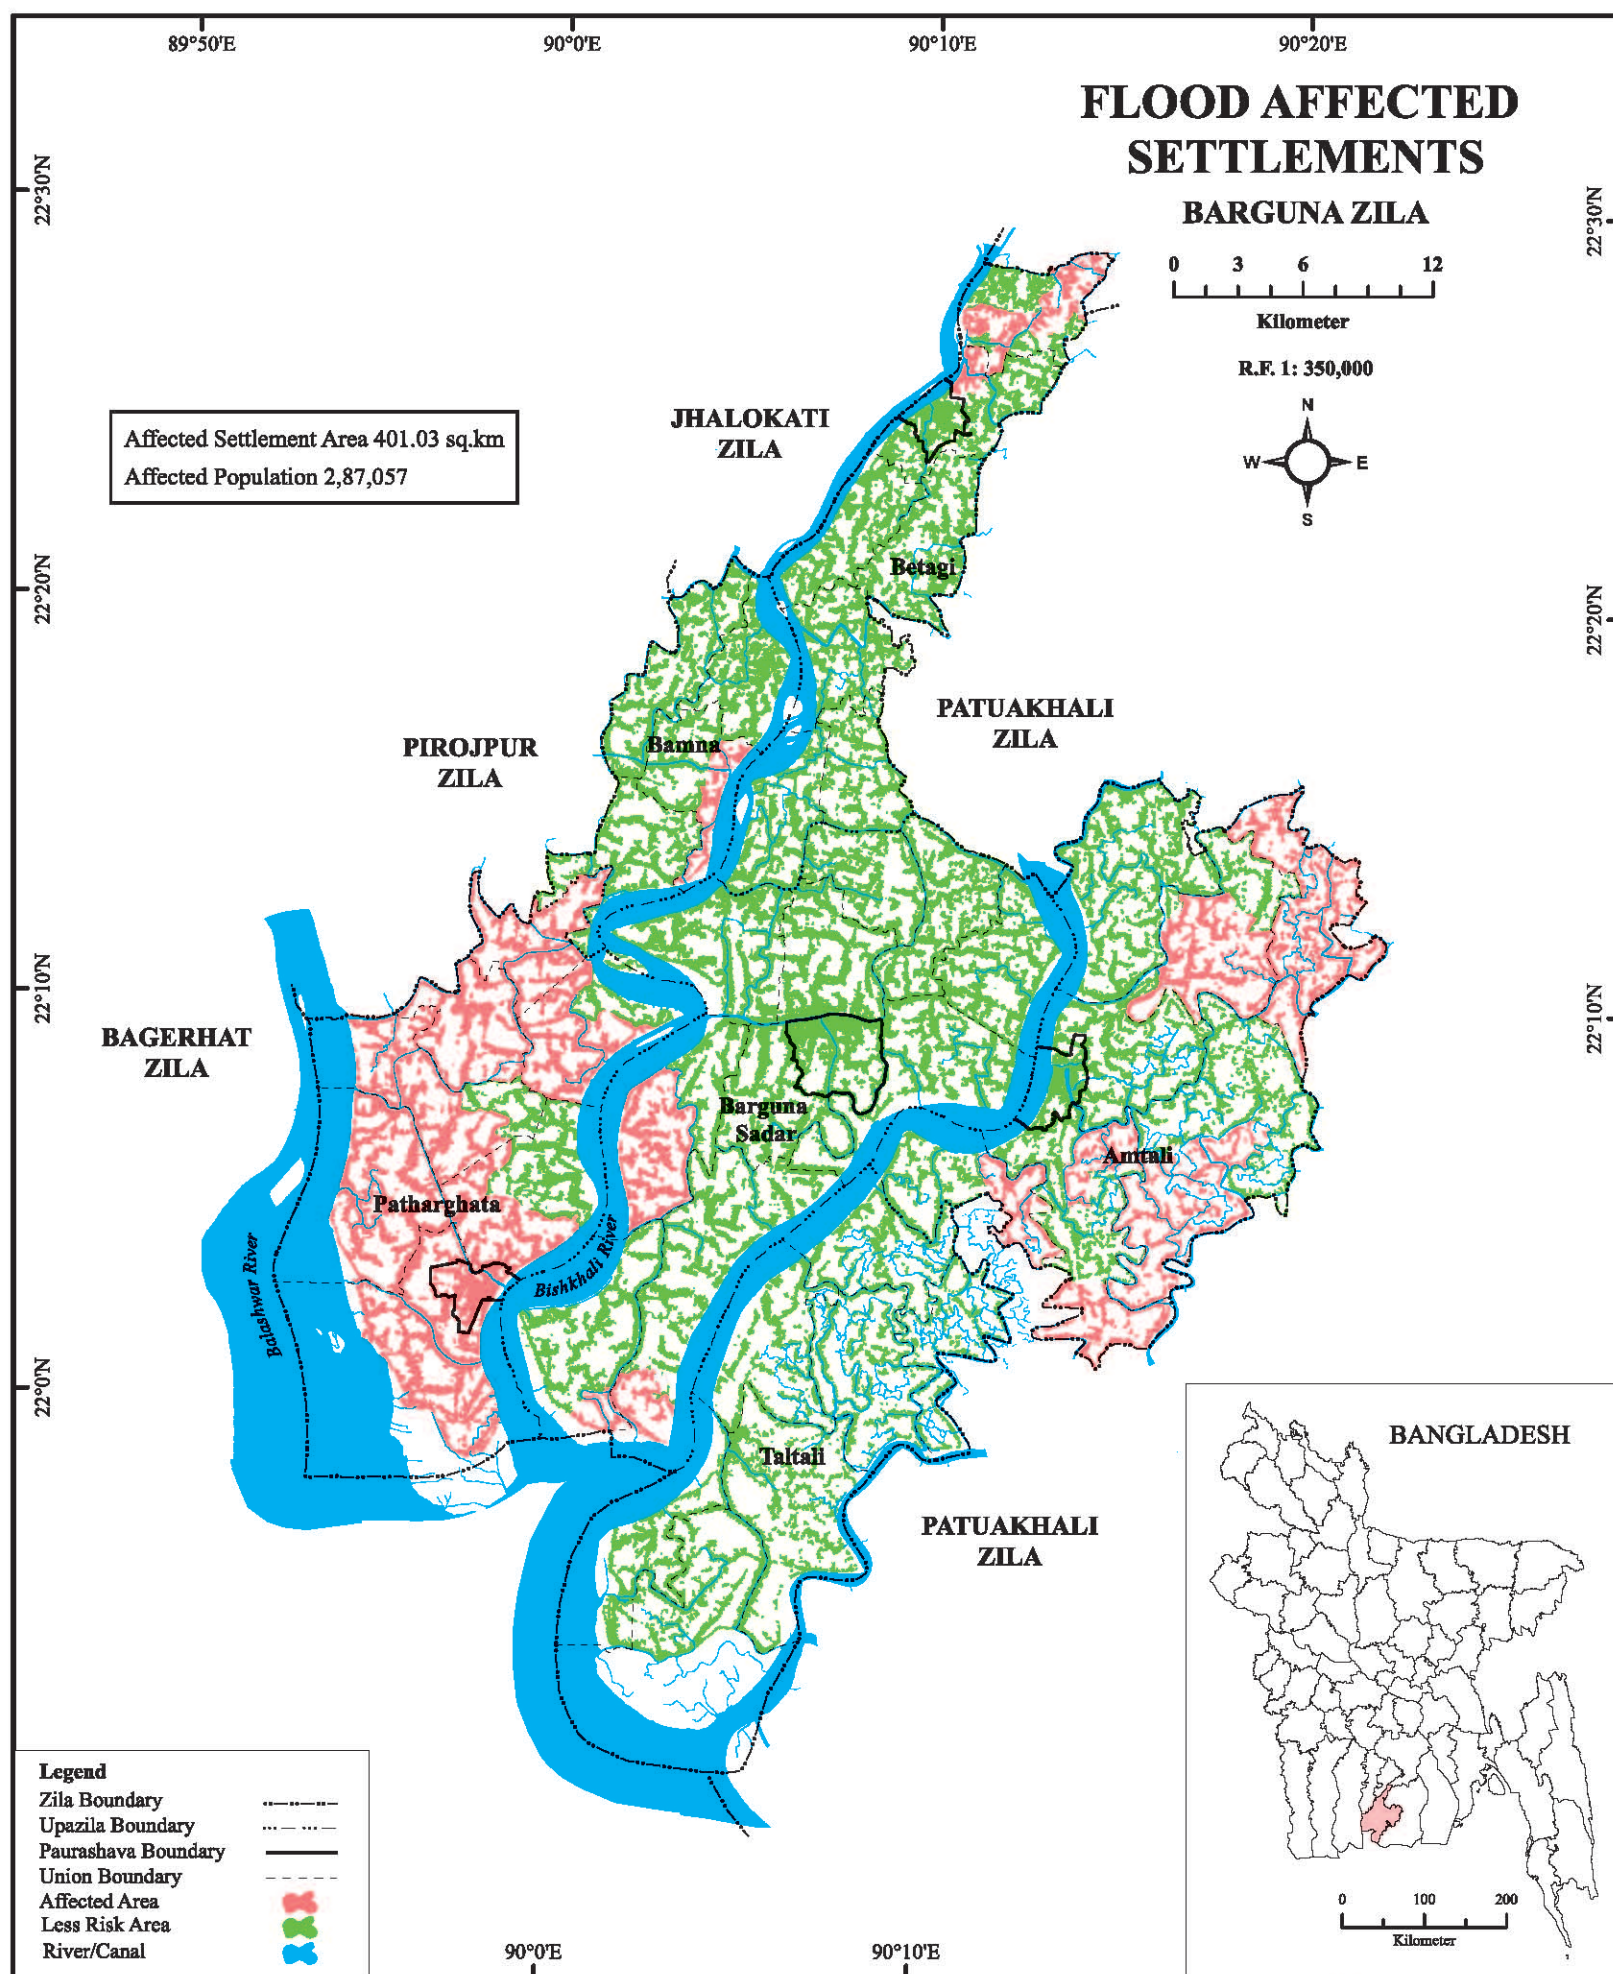 89°50'E
90°0'E
90°10'E
90°20'E
FLOOD AFFECTED
SETTLEMENTS
BARGUNA ZILA
0 3 6 12
Kilometer
R.F. 1: 350,000
N
W E
S
22°30'N
22°30'N
JHALOKATI
ZILA
Affected Settlement Area 401.03 sq.km
Affected Population 2,87,057
Betagi
22°20'N
22°20'N
PATUAKHALI
ZILA
PIROJPUR
ZILA
Bamna
22°10'N
22°10'N
BAGERHAT
ZILA
Barguna
Sadar
Amtali
Patharghata
Balashwar River
Bishkhali River
22°0'N
Taltali
PATUAKHALI
ZILA
BANGLADESH
0 100 200
Kilometer
Legend
Zila Boundary
Upazila Boundary
Paurashava Boundary
Union Boundary
Affected Area
Less Risk Area
River/Canal
90°0'E
90°10'E